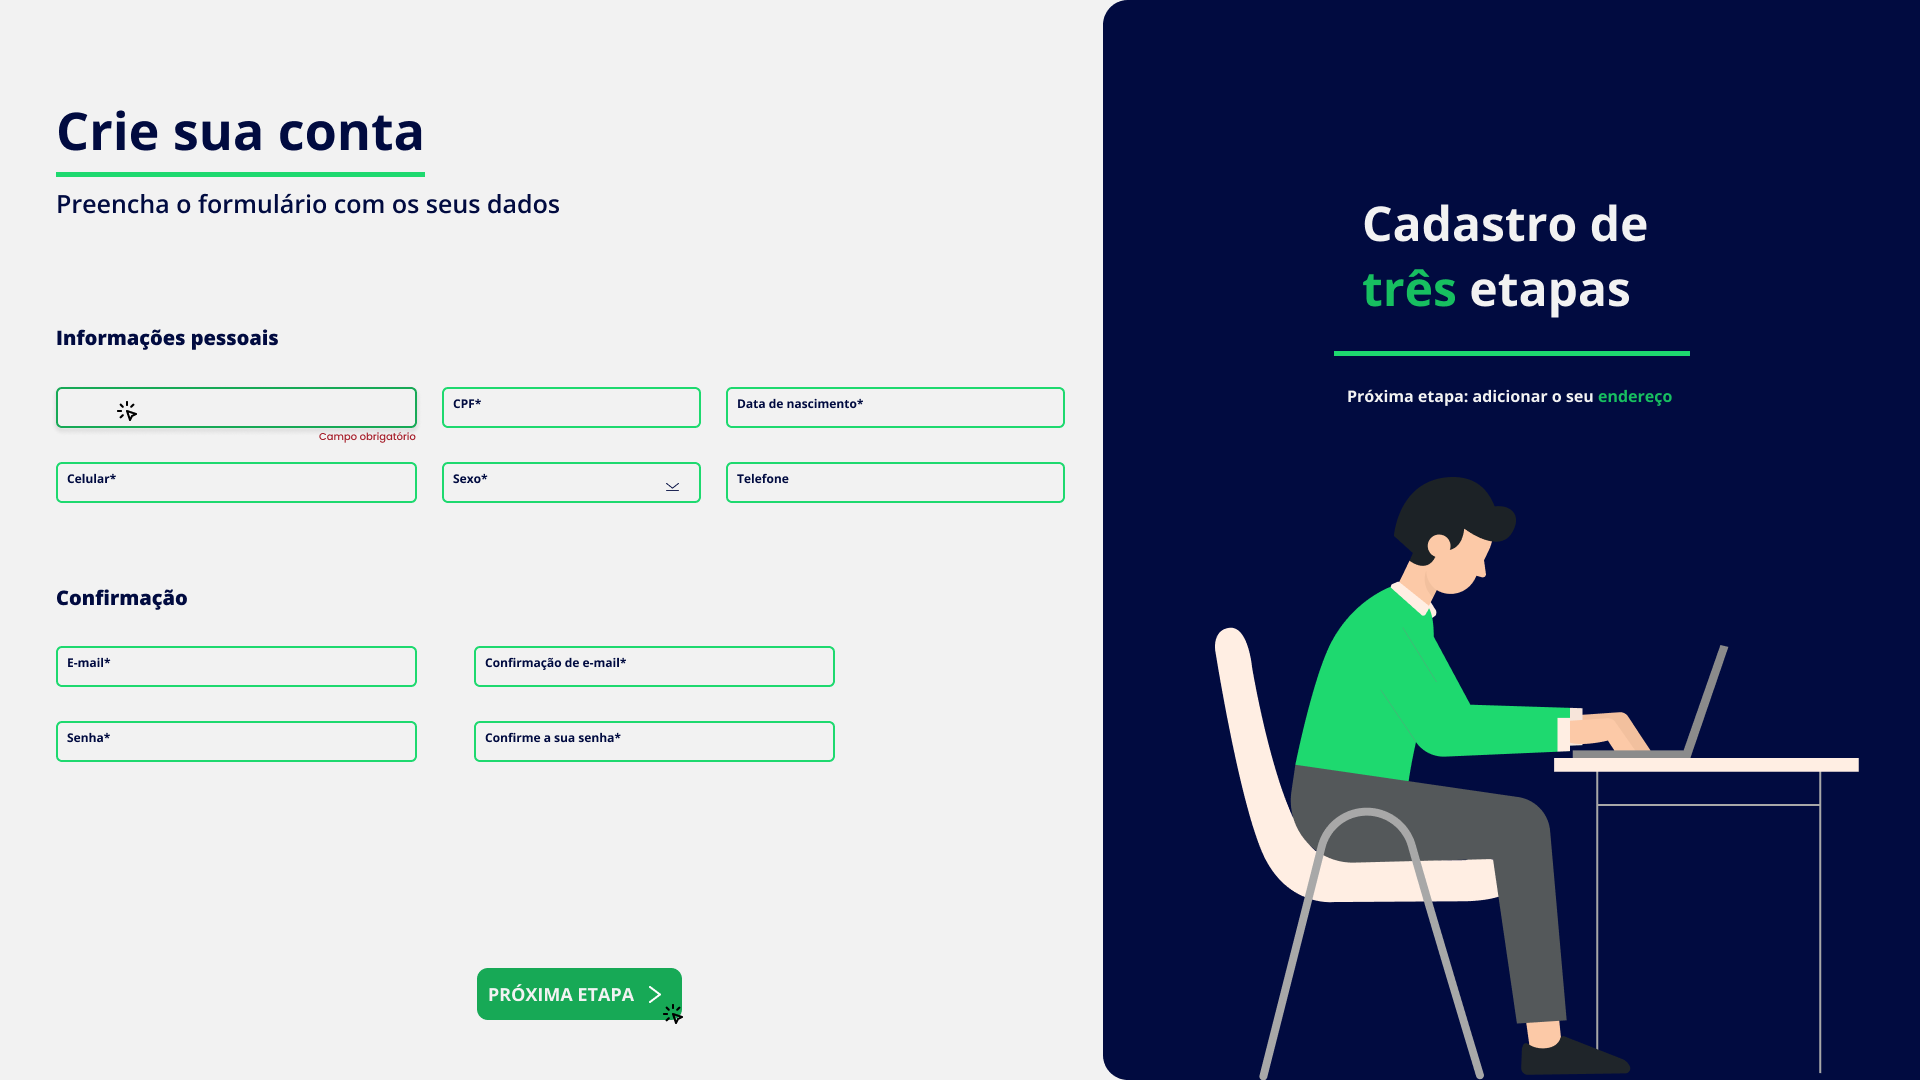 Crie sua conta
Preencha o formulário com os seus dados
Informações pessoais
CPF*
Data de nascimento*
Campo obrigatório
Celular*
Sexo*
Telefone
Confirmação
E-mail*
Confirmação de e-mail*
Senha*
Confirme a sua senha*
PRÓXIMA ETAPA
Cadastro de
três etapas
Próxima etapa: adicionar o seu endereço